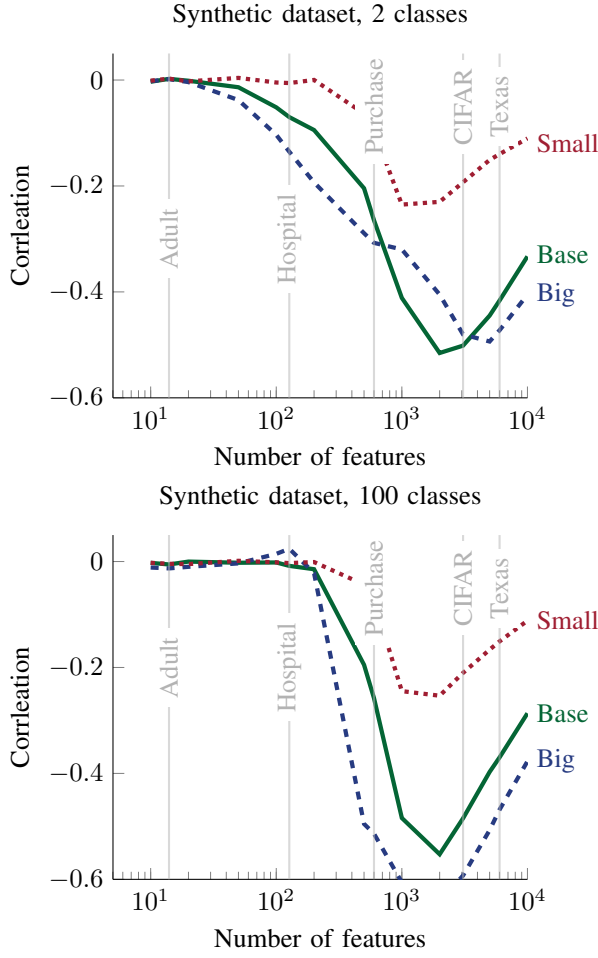 Synthetic dataset, 2 classes
0
−0.2
−0.4
−0.6
Corrleation
Adult
Hospital
Purchase
CIFAR
Texas
Small
Base
Big
10^1
10^2
10^3
10^4
Number of features
Synthetic dataset, 100 classes
0
−0.2
−0.4
−0.6
Corrleation
Adult
Hospital
Purchase
CIFAR
Texas
Small
Base
Big
10^1
10^2
10^3
10^4
Number of features